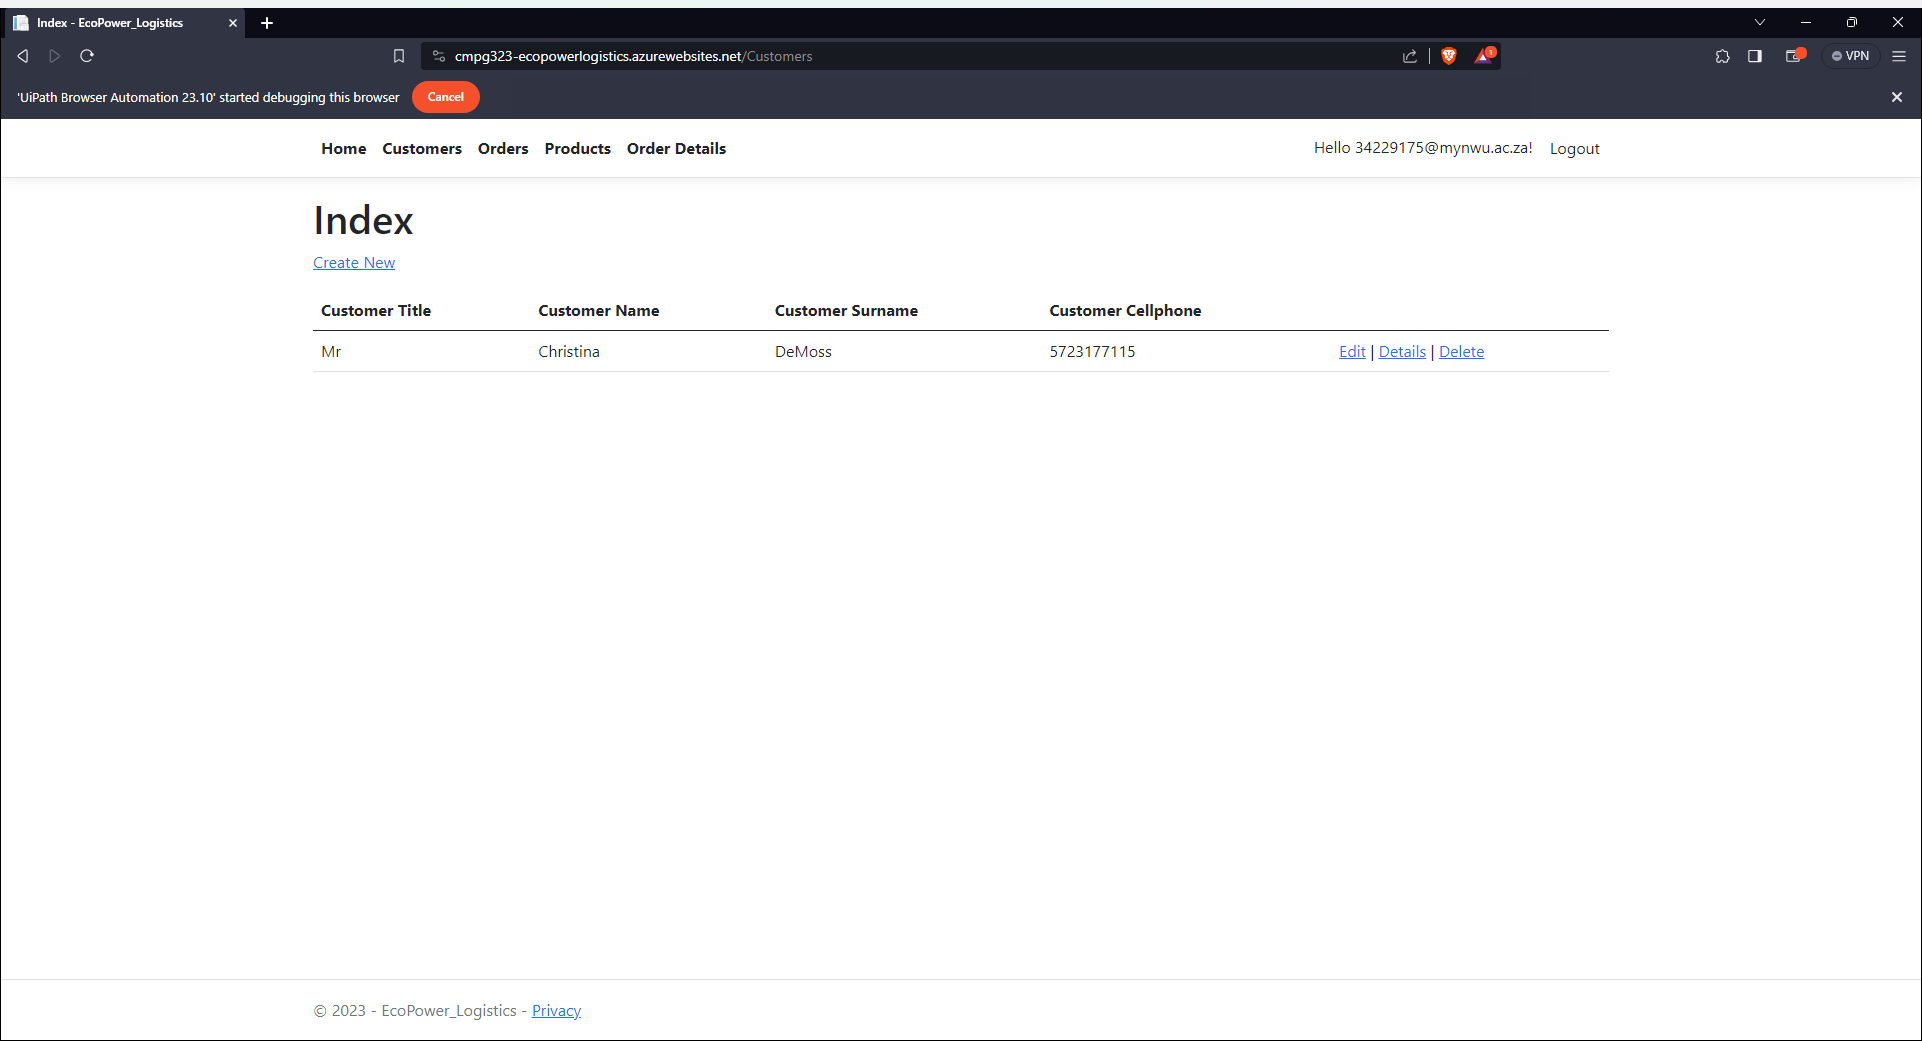 Index - EcoPower_Logistics
cmpg323-ecopowerlogistics.azurewebsites.net/Customers
1
VPN
'UiPath Browser Automation 23.10' started debugging this browser Cancel
Home Customers Orders Products Order Details Hello 34229175@mynwu.ac.za! Logout
Index
Create New
Customer Title Customer Name Customer Surname Customer Cellphone
Mr Christina DeMoss 5723177115 Edit | Details | Delete
© 2023 - EcoPower_Logistics - Privacy